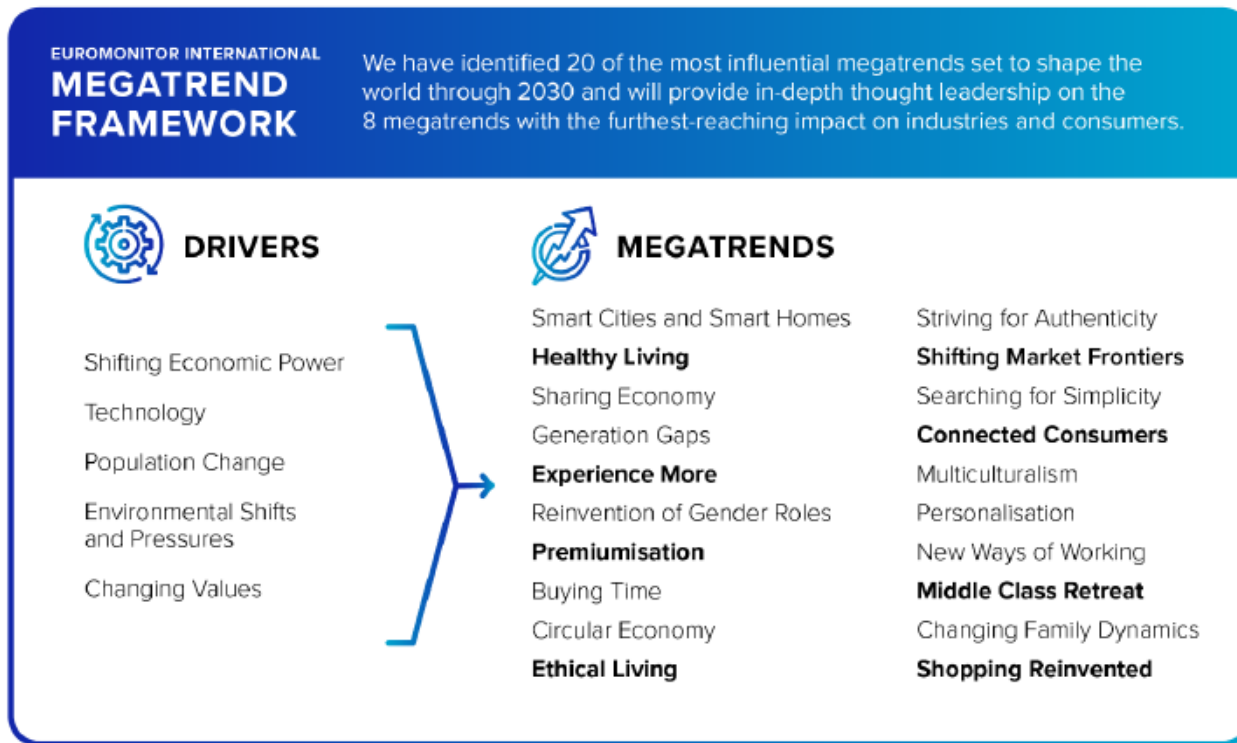 EUROMONITOR INTERNATIONAL
MEGATREND
FRAMEWORK
We have identified 20 of the most influential megatrends set to shape the
world through 2030 and will provide in-depth thought leadership on the
8 megatrends with the furthest-reaching impact on industries and consumers.
DRIVERS
Shifting Economic Power
Technology
Population Change
Environmental Shifts
and Pressures
Changing Values
MEGATRENDS
Smart Cities and Smart Homes
Healthy Living
Sharing Economy
Generation Gaps
Experience More
Reinvention of Gender Roles
Premiumisation
Buying Time
Circular Economy
Ethical Living
Striving for Authenticity
Shifting Market Frontiers
Searching for Simplicity
Connected Consumers
Multiculturalism
Personalisation
New Ways of Working
Middle Class Retreat
Changing Family Dynamics
Shopping Reinvented